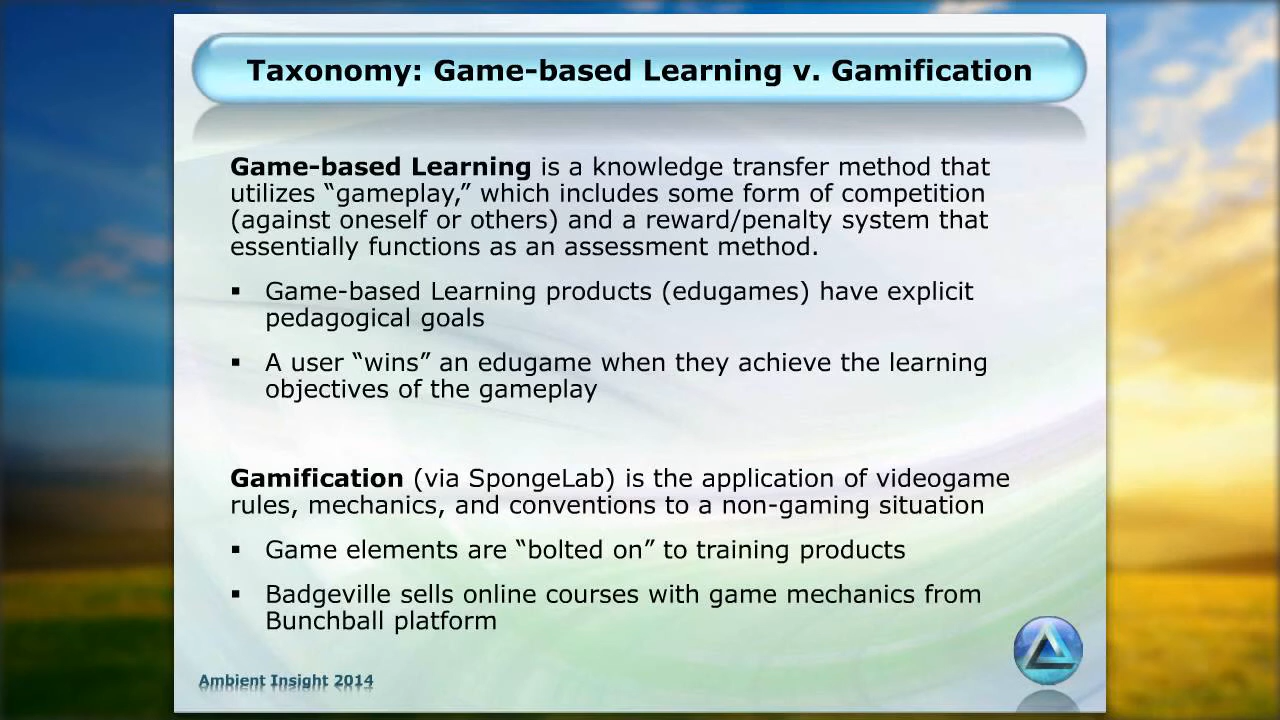 Taxonomy: Game-based Learning v. Gamification
Game-based Learning is a knowledge transfer method that
utilizes “gameplay,” which includes some form of competition
(against oneself or others) and a reward/penalty system that
essentially functions as an assessment method.
▪ Game-based Learning products (edugames) have explicit
pedagogical goals
▪ A user “wins” an edugame when they achieve the learning
objectives of the gameplay
Gamification (via SpongeLab) is the application of videogame
rules, mechanics, and conventions to a non-gaming situation
▪ Game elements are “bolted on” to training products
▪ Badgeville sells online courses with game mechanics from
Bunchball platform
Ambient Insight 2014